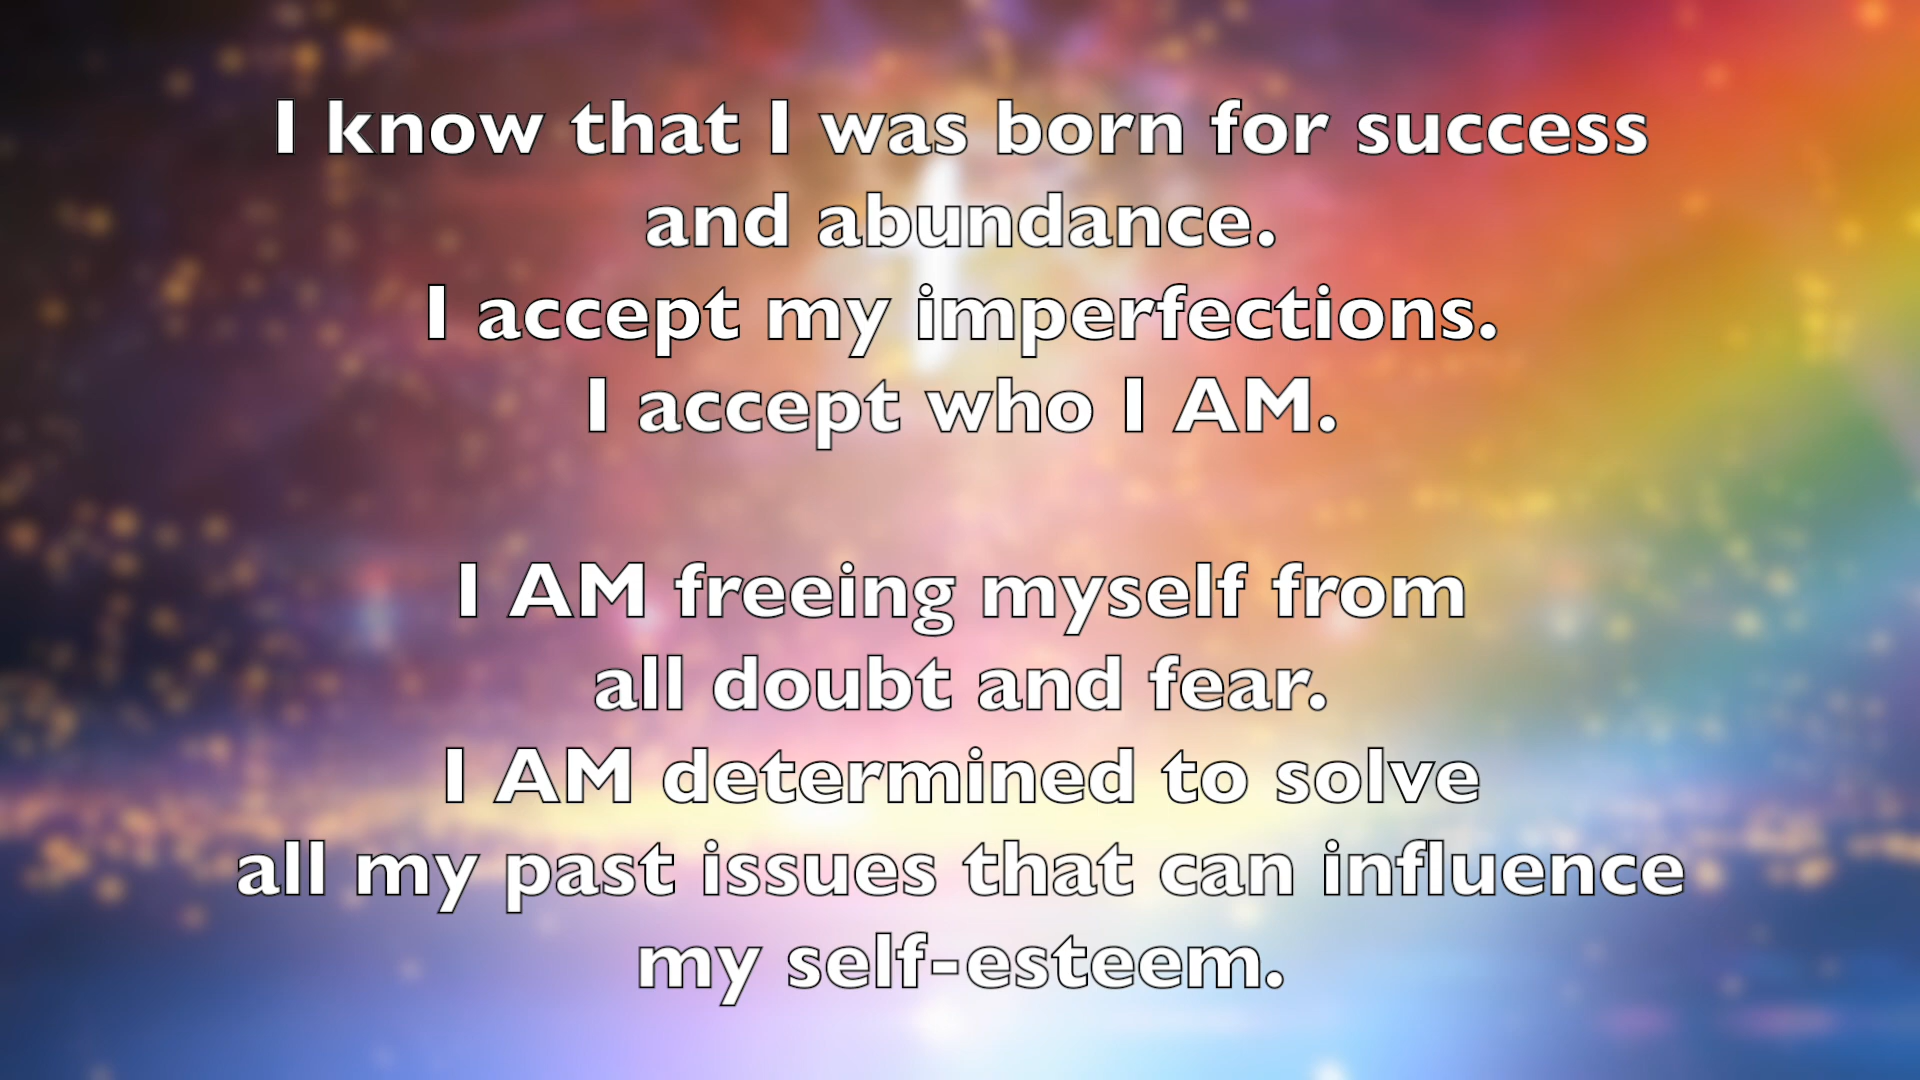 I know that I was born for success
and abundance.
I accept my imperfections.
I accept who I AM.
I AM freeing myself from
all doubt and fear.
I AM determined to solve
all my past issues that can influence
my self-esteem.